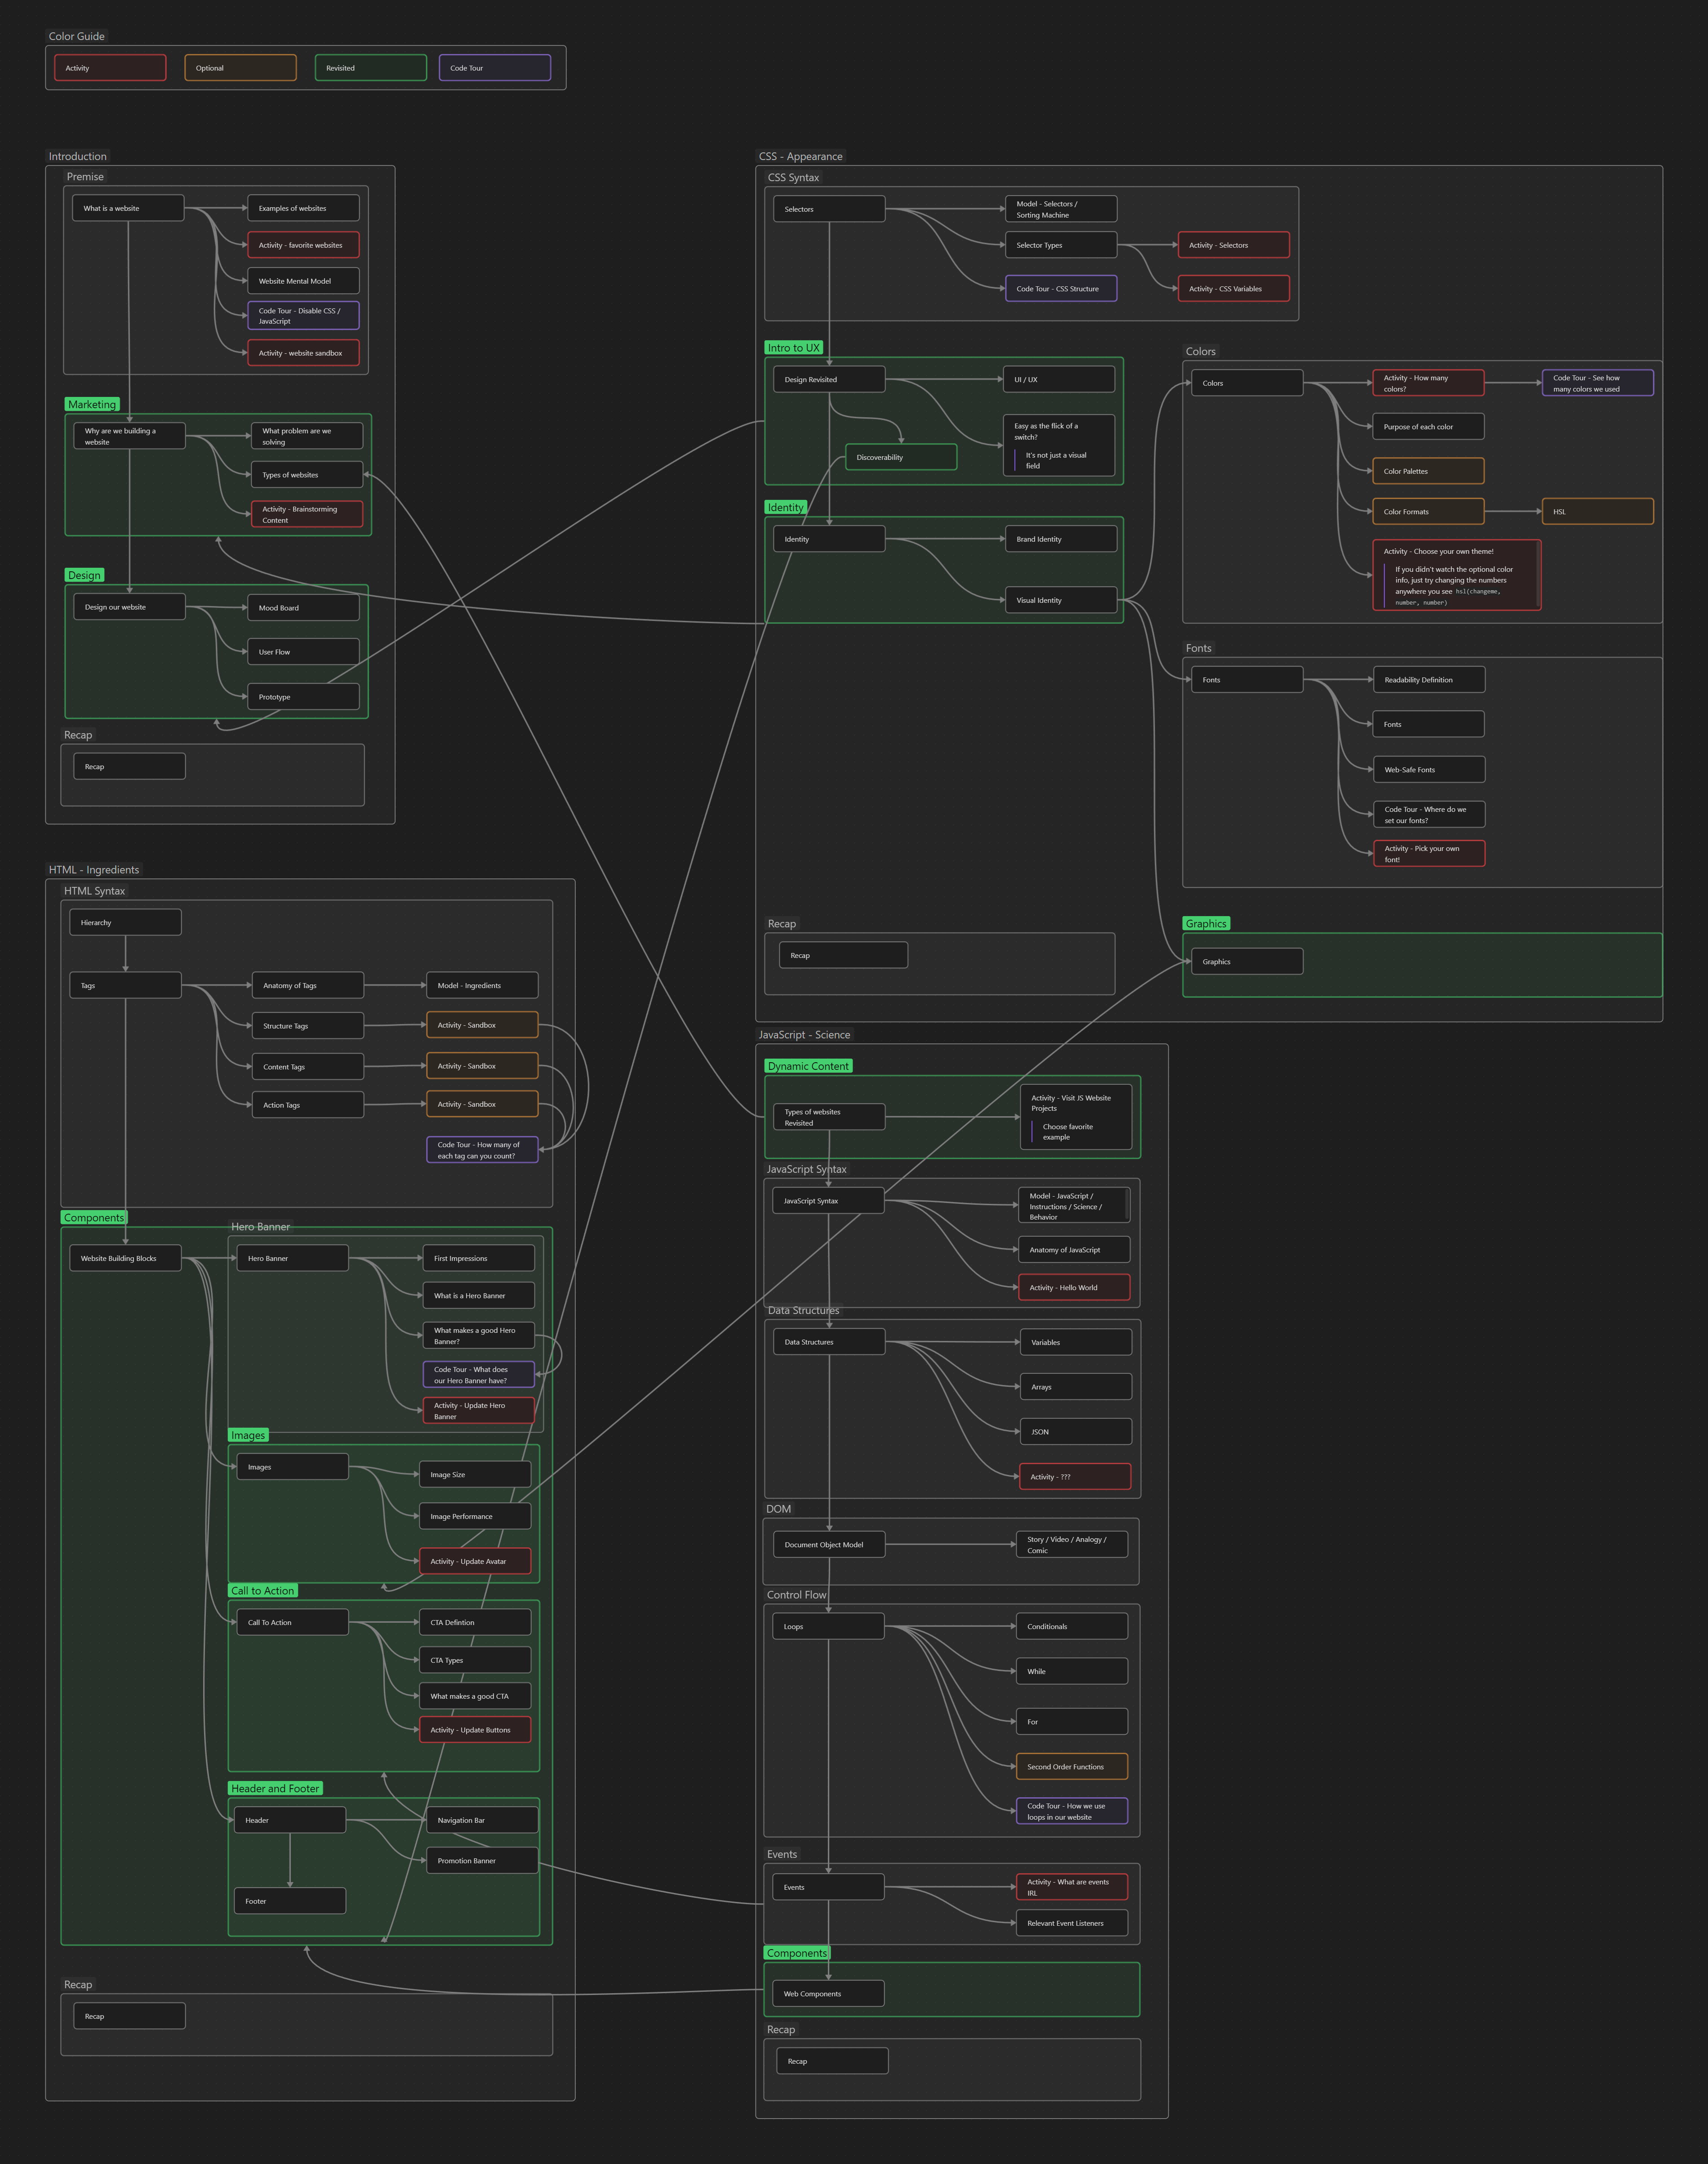 Color Guide
Activity
Optional
Revisited
Code Tour
Introduction
Premise
What is a website
Examples of websites
Activity - favorite websites
Website Mental Model
Code Tour - Disable CSS /
JavaScript
Activity - website sandbox
Marketing
Why are we building a
website
What problem are we
solving
Types of websites
Activity - Brainstorming
Content
Design
Design our website
Mood Board
User Flow
Prototype
Recap
Recap
HTML - Ingredients
HTML Syntax
Hierarchy
Tags
Anatomy of Tags
Model - Ingredients
Structure Tags
Activity - Sandbox
Content Tags
Activity - Sandbox
Action Tags
Activity - Sandbox
Code Tour - How many of
each tag can you count?
Components
Website Building Blocks
Hero Banner
Hero Banner
First Impressions
What is a Hero Banner
What makes a good Hero
Banner?
Code Tour - What does
our Hero Banner have?
Activity - Update Hero
Banner
Images
Images
Image Size
Image Performance
Activity - Update Avatar
Call to Action
Call To Action
CTA Defintion
CTA Types
What makes a good CTA
Activity - Update Buttons
Header and Footer
Header
Navigation Bar
Promotion Banner
Footer
Recap
Recap
CSS - Appearance
CSS Syntax
Selectors
Model - Selectors /
Sorting Machine
Selector Types
Activity - Selectors
Code Tour - CSS Structure
Activity - CSS Variables
Intro to UX
Design Revisited
UI / UX
Easy as the flick of a
switch?
It's not just a visual
field
Discoverability
Identity
Identity
Brand Identity
Visual Identity
Colors
Colors
Activity - How many
colors?
Code Tour - See how
many colors we used
Purpose of each color
Color Palettes
Color Formats
HSL
Activity - Choose your own theme!
If you didn't watch the optional color
info, just try changing the numbers
anywhere you see hsl(changeme,
number, number)
Fonts
Fonts
Readability Definition
Fonts
Web-Safe Fonts
Code Tour - Where do we
set our fonts?
Activity - Pick your own
font!
Recap
Recap
Graphics
Graphics
JavaScript - Science
Dynamic Content
Types of websites
Revisited
Activity - Visit JS Website
Projects
Choose favorite
example
JavaScript Syntax
JavaScript Syntax
Model - JavaScript /
Instructions / Science /
Behavior
Anatomy of JavaScript
Activity - Hello World
Data Structures
Data Structures
Variables
Arrays
JSON
Activity - ???
DOM
Document Object Model
Story / Video / Analogy /
Comic
Control Flow
Loops
Conditionals
While
For
Second Order Functions
Code Tour - How we use
loops in our website
Events
Events
Activity - What are events
IRL
Relevant Event Listeners
Components
Web Components
Recap
Recap